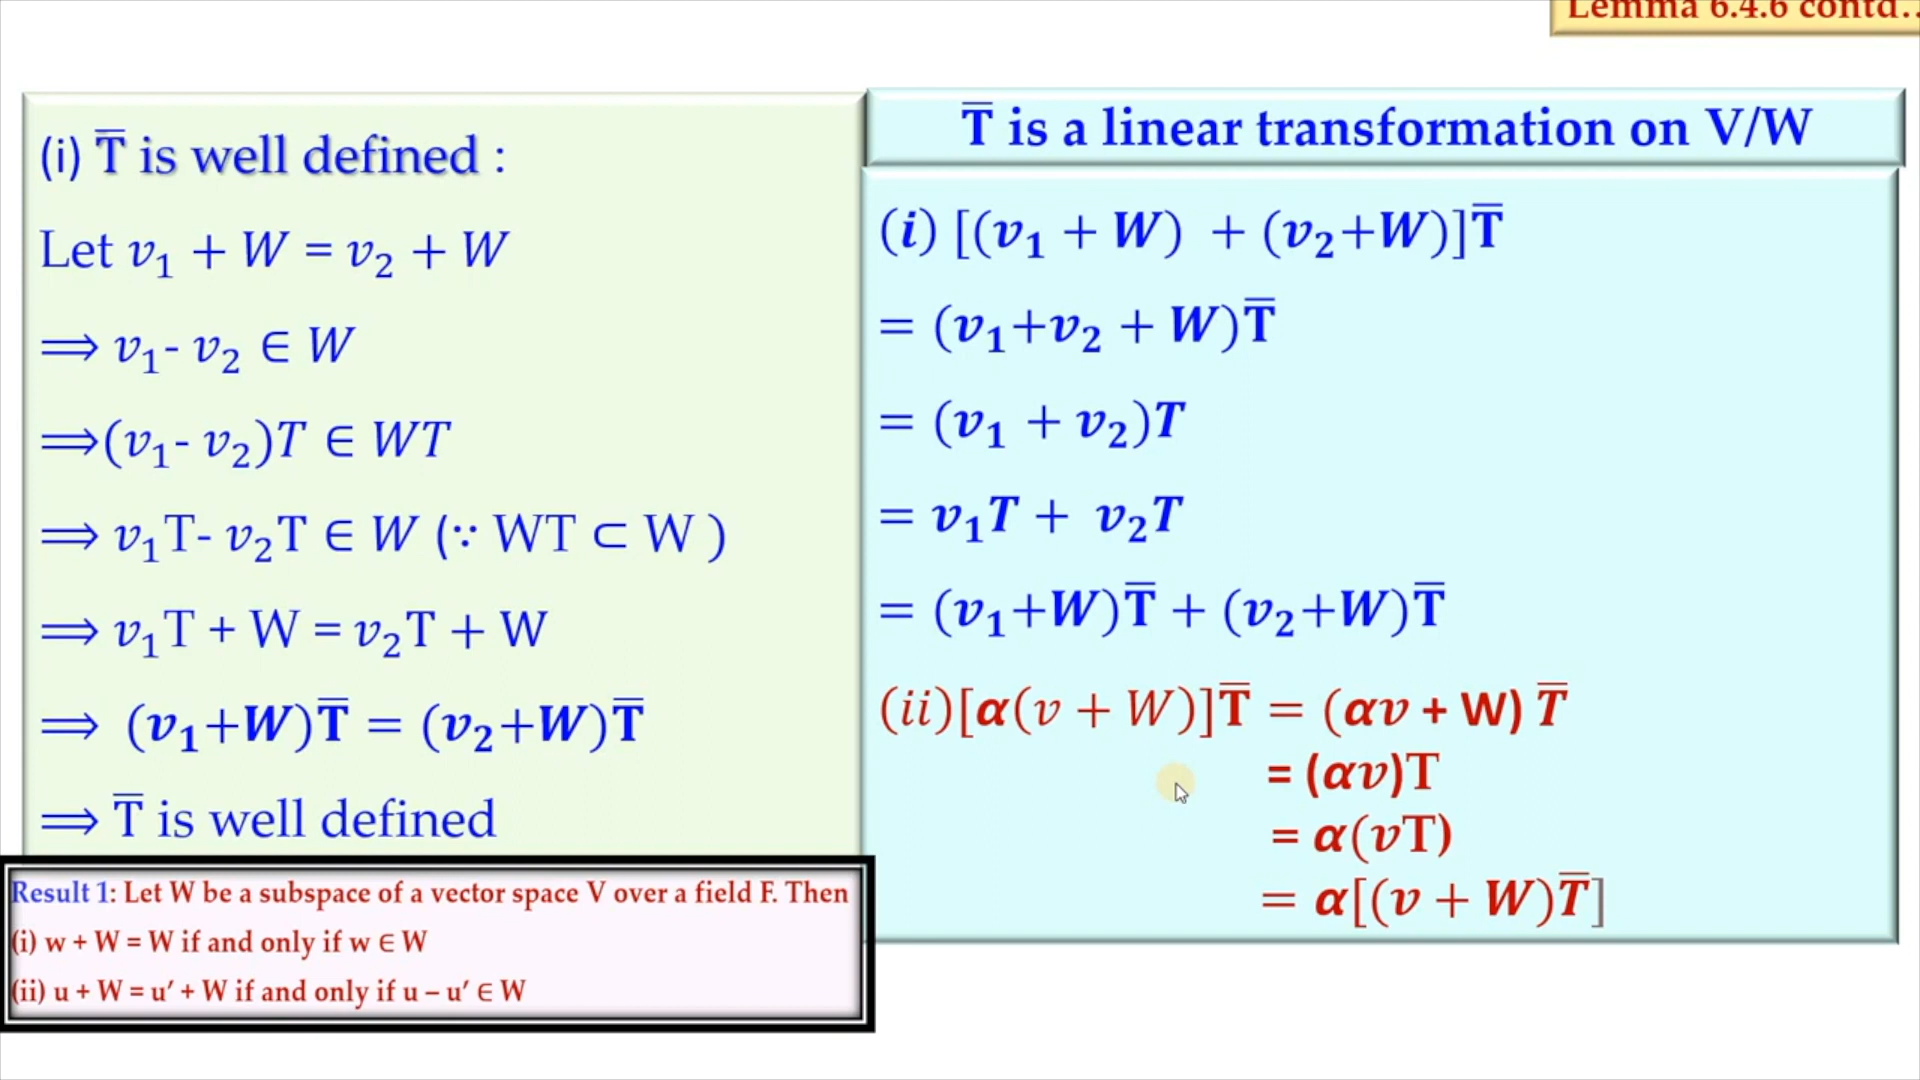 Lemma 6.4.6 contd..
(i) T̅ is well defined :
Let v₁ + W = v₂ + W
⟹ v₁- v₂ ∈ W
⟹(v₁- v₂)T ∈ WT
⟹ v₁T- v₂T ∈ W (∵ WT ⊂ W )
⟹ v₁T + W = v₂T + W
⟹ (v₁+W)T̅ = (v₂+W)T̅
⟹ T̅ is well defined
Result 1: Let W be a subspace of a vector space V over a field F. Then
(i) w + W = W if and only if w ∈ W
(ii) u + W = u′ + W if and only if u – u′ ∈ W
T̅ is a linear transformation on V/W
(i) [(v₁ + W) + (v₂+W)]T̅
= (v₁+v₂ + W)T̅
= (v₁ + v₂)T
= v₁T + v₂T
= (v₁+W)T̅ + (v₂+W)T̅
(ii)[α(v + W)]T̅ = (αv + W) T̅
= (αv)T
= α(vT)
= α[(v + W)T̅]